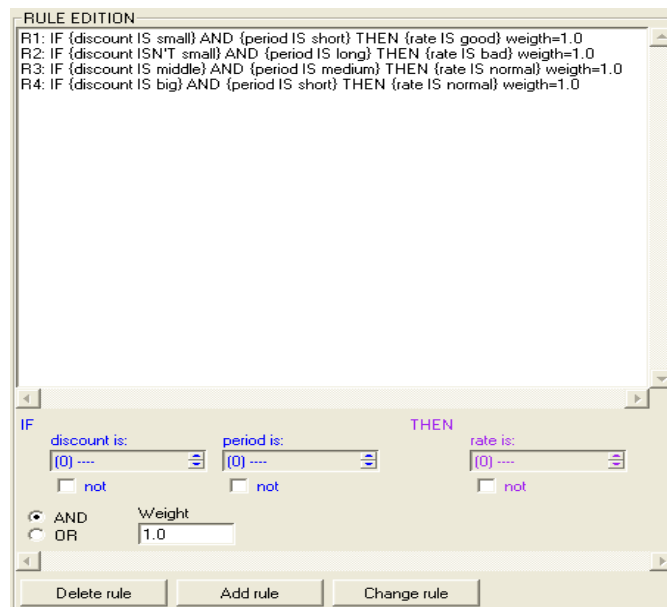 RULE EDITION
R1: IF {discount IS small} AND {period IS short} THEN {rate IS good} weigth=1.0
R2: IF {discount ISN'T small} AND {period IS long} THEN {rate IS bad} weigth=1.0
R3: IF {discount IS middle} AND {period IS medium} THEN {rate IS normal} weigth=1.0
R4: IF {discount IS big} AND {period IS short} THEN {rate IS normal} weigth=1.0
IF THEN
discount is: period is: rate is:
(0) ---- (0) ---- (0) ----
not not not
AND Weight
OR 1.0
Delete rule Add rule Change rule